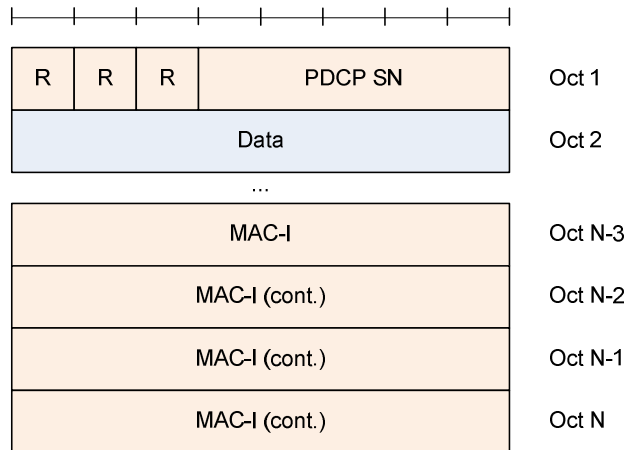 R R R PDCP SN Oct 1
Data Oct 2
...
MAC-I Oct N-3
MAC-I (cont.) Oct N-2
MAC-I (cont.) Oct N-1
MAC-I (cont.) Oct N